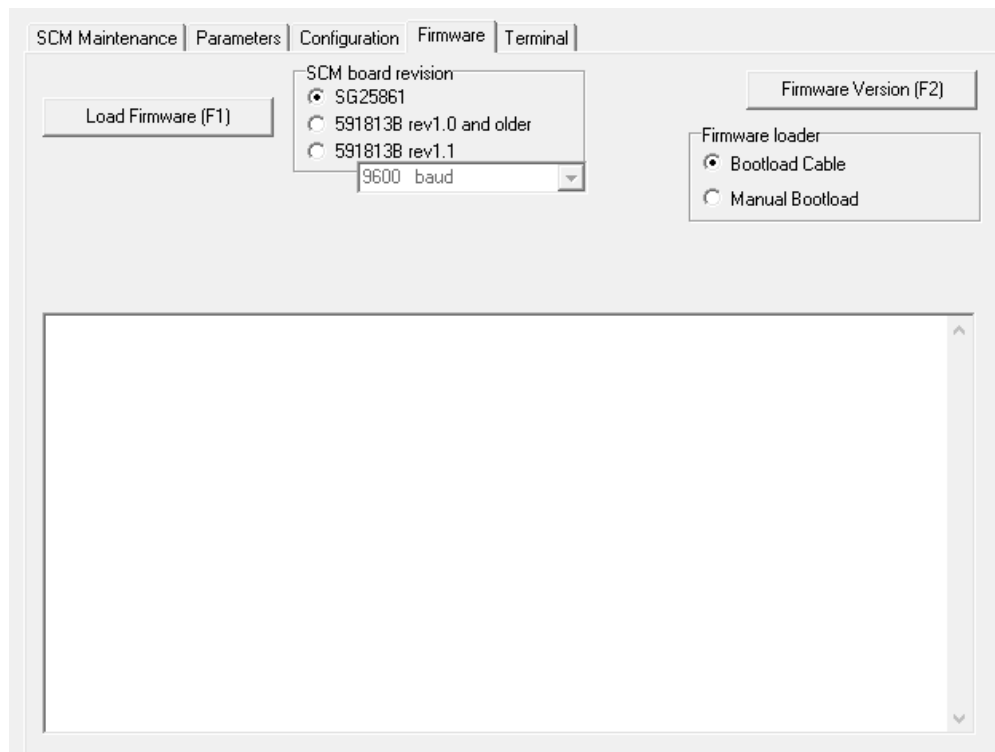 SCM Maintenance Parameters Configuration Firmware Terminal
Load Firmware (F1)
SCM board revision
SG25861
591813B rev1.0 and older
591813B rev1.1
9600 baud
Firmware Version (F2)
Firmware loader
Bootload Cable
Manual Bootload